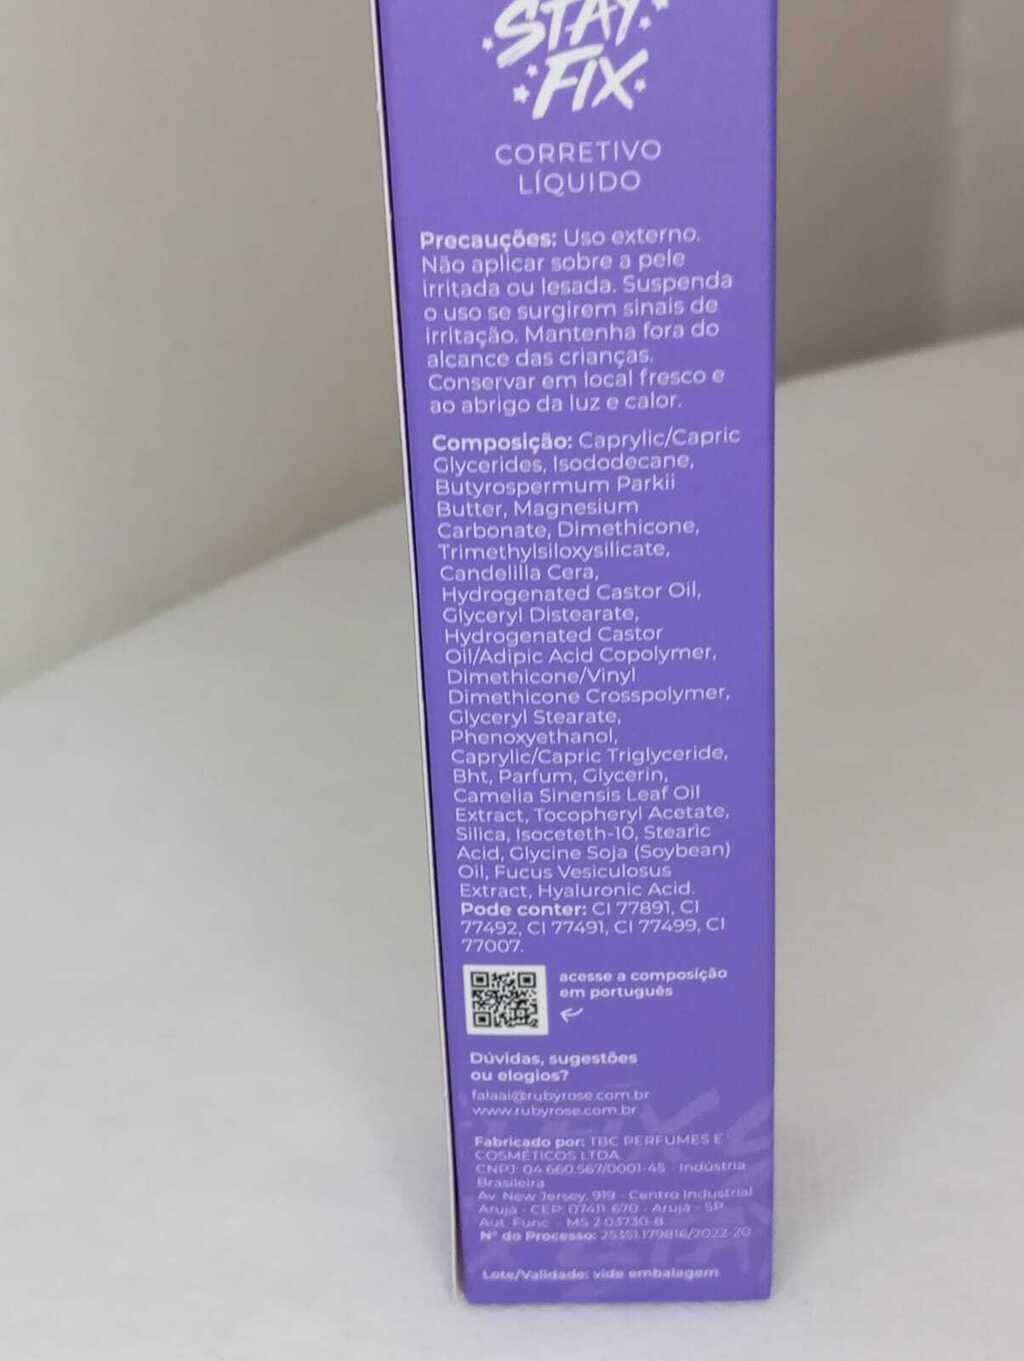 STAY
FIX
CORRETIVO
LÍQUIDO
Precauções: Uso externo.
Não aplicar sobre a pele
irritada ou lesada. Suspenda
o uso se surgirem sinais de
irritação. Mantenha fora do
alcance das crianças.
Conservar em local fresco e
ao abrigo da luz e calor.
Composição: Caprylic/Capric
Glycerides, Isododecane,
Butyrospermum Parkii
Butter, Magnesium
Carbonate, Dimethicone,
Trimethylsiloxysilicate,
Candelilla Cera,
Hydrogenated Castor Oil,
Glyceryl Distearate,
Hydrogenated Castor
Oil/Adipic Acid Copolymer,
Dimethicone/Vinyl
Dimethicone Crosspolymer,
Glyceryl Stearate,
Phenoxyethanol,
Caprylic/Capric Triglyceride,
Bht, Parfum, Glycerin,
Camelia Sinensis Leaf Oil
Extract, Tocopheryl Acetate,
Silica, Isoceteth-10, Stearic
Acid, Glycine Soja (Soybean)
Oil, Fucus Vesiculosus
Extract, Hyaluronic Acid.
Pode conter: CI 77891, CI
77492, CI 77491, CI 77499, CI
77007.
acesse a composição
em português
Dúvidas, sugestões
ou elogios?
falaai@rubyrose.com.br
www.rubyrose.com.br
Fabricado por: TBC PERFUMES E
COSMÉTICOS LTDA
CNPJ: 04.660.567/0001-45 - Indústria
Brasileira
Av. New Jersey, 919 - Centro Industrial
Arujá - CEP: 07411-670 - Arujá - SP
Aut. Func. - MS 2.03730-8
Nº do Processo: 25351.179816/2022-20
Lote/Validade: vide embalagem